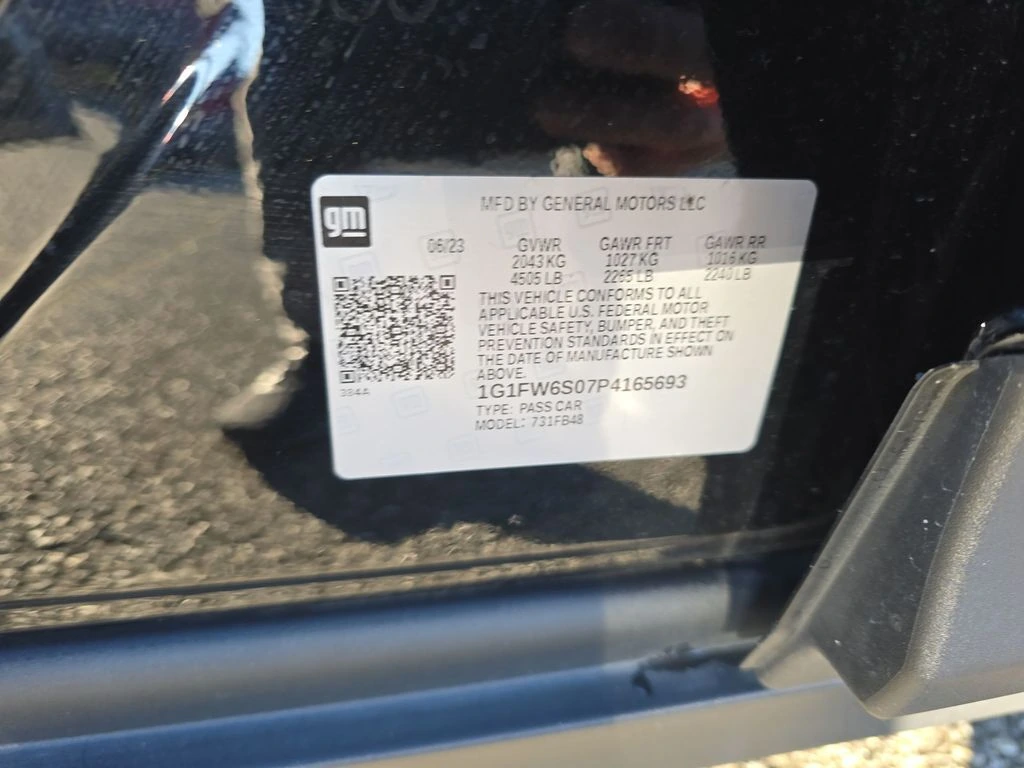 gm
MFD BY GENERAL MOTORS LLC
06/23 GVWR GAWR FRT GAWR RR
2043 KG 1027 KG 1016 KG
4505 LB 2265 LB 2240 LB
THIS VEHICLE CONFORMS TO ALL
APPLICABLE U.S. FEDERAL MOTOR
VEHICLE SAFETY, BUMPER, AND THEFT
PREVENTION STANDARDS IN EFFECT ON
THE DATE OF MANUFACTURE SHOWN
ABOVE.
384A
1G1FW6S07P4165693
TYPE: PASS CAR
MODEL: 731FB48